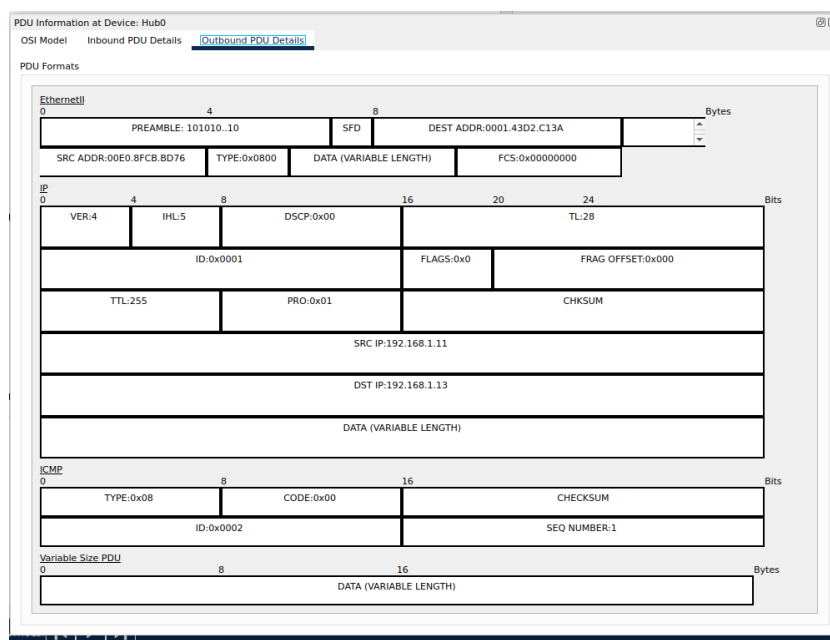 PDU Information at Device: Hub0
OSI Model Inbound PDU Details Outbound PDU Details
PDU Formats
EthernetII
0 4 8 Bytes
PREAMBLE: 101010..10 SFD DEST ADDR:0001.43D2.C13A
SRC ADDR:00E0.8FCB.BD76 TYPE:0x0800 DATA (VARIABLE LENGTH) FCS:0x00000000
IP
0 4 8 16 20 24 Bits
VER:4 IHL:5 DSCP:0x00 TL:28
ID:0x0001 FLAGS:0x0 FRAG OFFSET:0x000
TTL:255 PRO:0x01 CHKSUM
SRC IP:192.168.1.11
DST IP:192.168.1.13
DATA (VARIABLE LENGTH)
ICMP
0 8 16 Bits
TYPE:0x08 CODE:0x00 CHECKSUM
ID:0x0002 SEQ NUMBER:1
Variable Size PDU
0 8 16 Bytes
DATA (VARIABLE LENGTH)